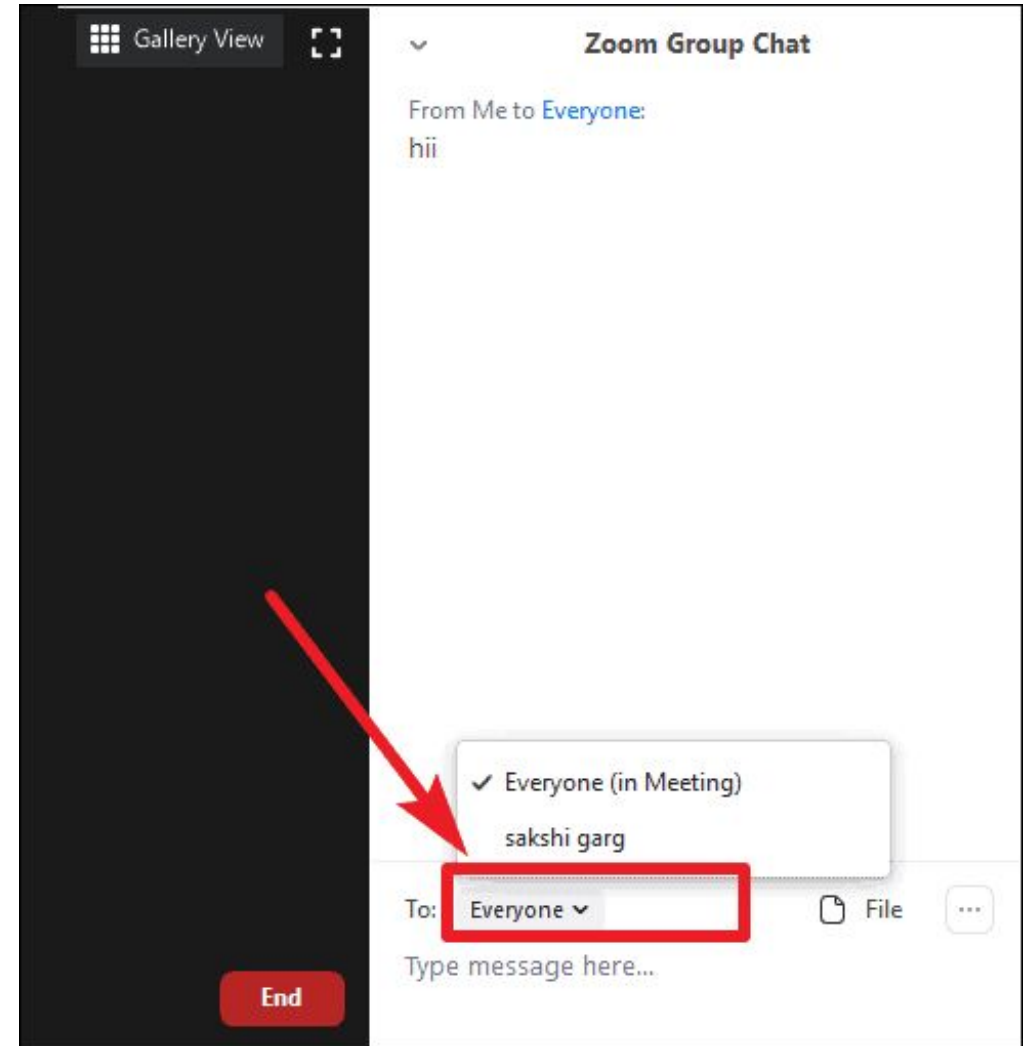 Gallery View
Zoom Group Chat
From Me to Everyone:
hii
Everyone (in Meeting)
sakshi garg
To: Everyone
File
...
Type message here...
End